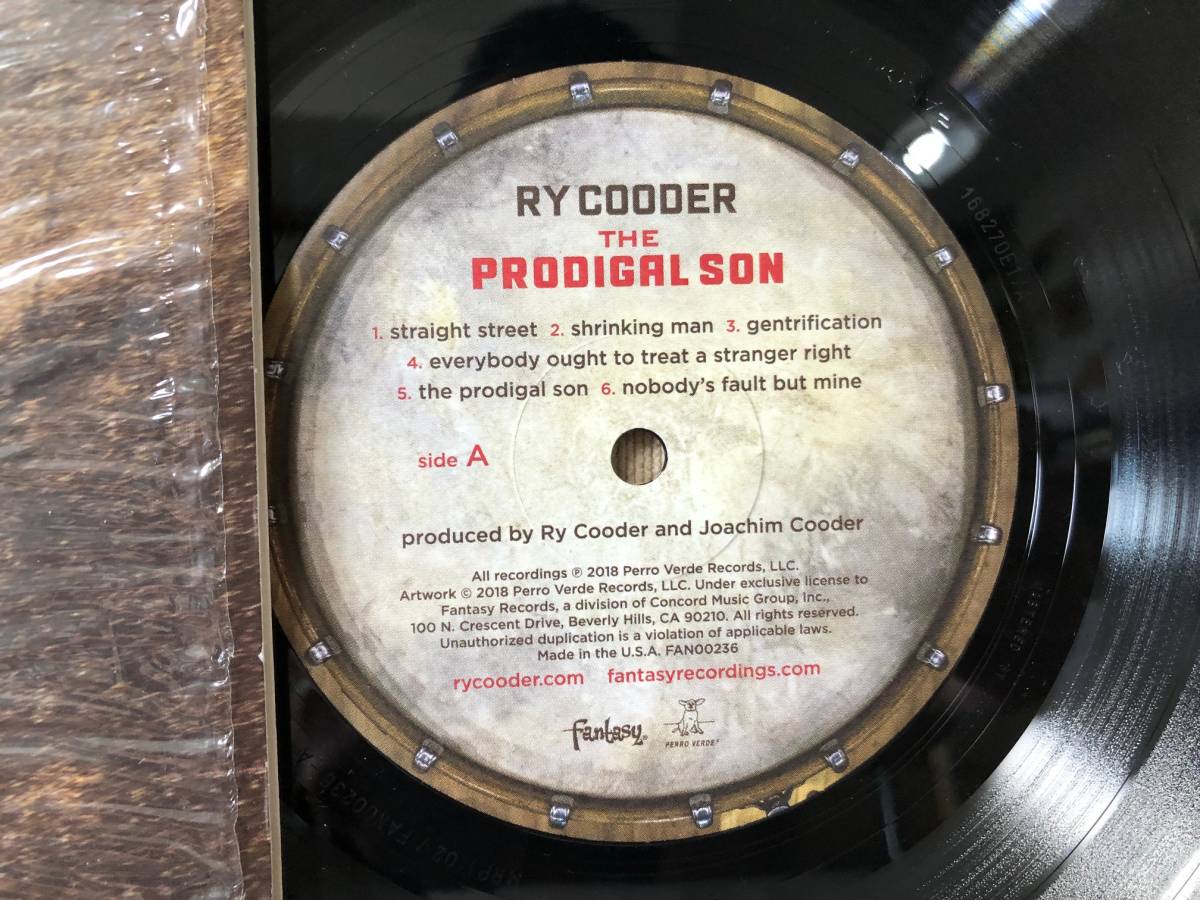 RY COODER
THE
PRODIGAL SON
1. straight street 2. shrinking man 3. gentrification
4. everybody ought to treat a stranger right
5. the prodigal son 6. nobody's fault but mine
side A
produced by Ry Cooder and Joachim Cooder
All recordings ℗ 2018 Perro Verde Records, LLC.
Artwork © 2018 Perro Verde Records, LLC. Under exclusive license to
Fantasy Records, a division of Concord Music Group, Inc.,
100 N. Crescent Drive, Beverly Hills, CA 90210. All rights reserved.
Unauthorized duplication is a violation of applicable laws.
Made in the U.S.A. FAN00236
rycooder.com fantasyrecordings.com
fantasy®
PERRO VERDE®